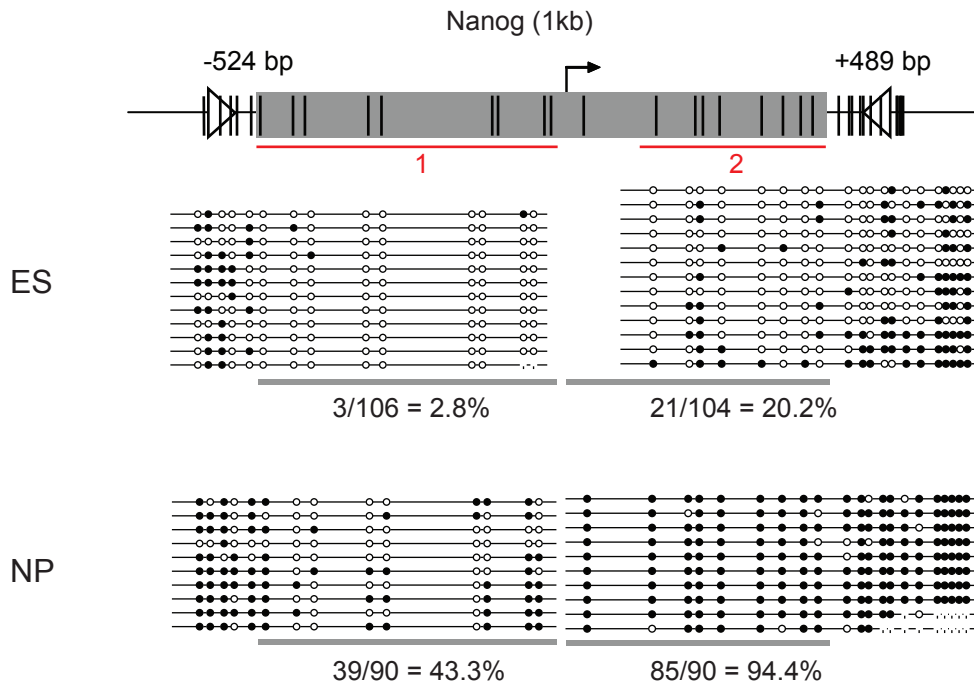 Nanog (1kb)
-524 bp
+489 bp
1
2
ES
3/106 = 2.8%
21/104 = 20.2%
NP
39/90 = 43.3%
85/90 = 94.4%